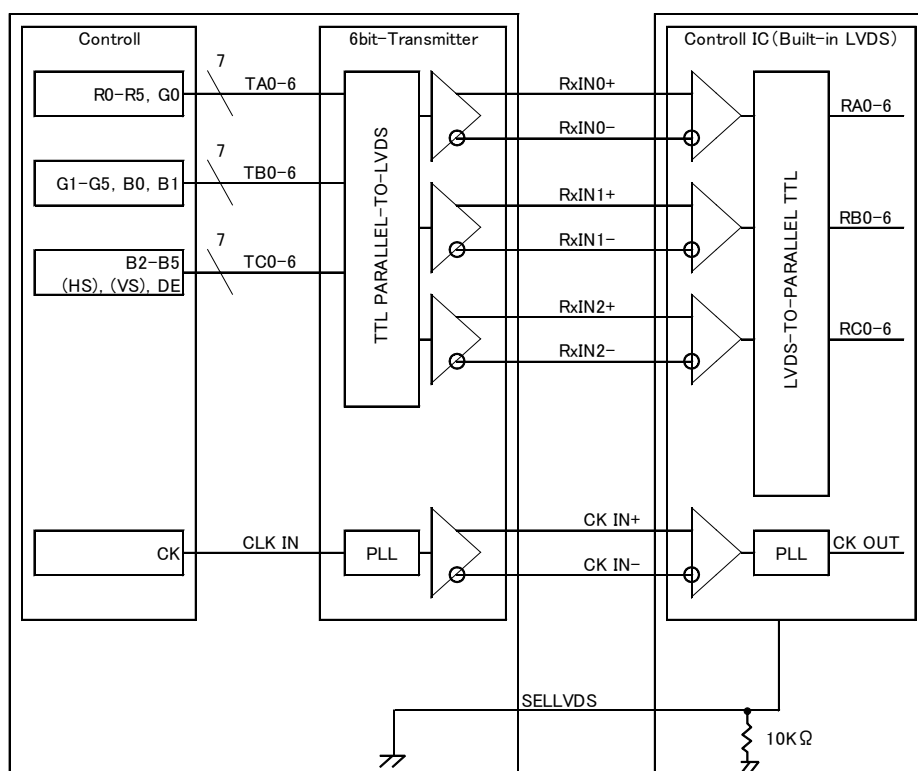 Controll
6bit-Transmitter
Controll IC(Built-in LVDS)
7
R0-R5, G0
TA0-6
RxIN0+
RA0-6
RxIN0-
7
G1-G5, B0, B1
TB0-6
RxIN1+
RB0-6
RxIN1-
7
B2-B5
(HS), (VS), DE
TC0-6
RxIN2+
RC0-6
RxIN2-
TTL PARALLEL-TO-LVDS
LVDS-TO-PARALLEL TTL
CK
CLK IN
PLL
CK IN+
CK IN-
PLL
CK OUT
SELLVDS
10KΩ